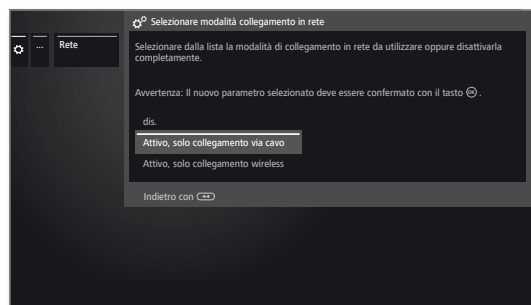 Selezionare modalità collegamento in rete
... Rete
Selezionare dalla lista la modalità di collegamento in rete da utilizzare oppure disattivarla
completamente.
Avvertenza: Il nuovo parametro selezionato deve essere confermato con il tasto OK .
dis.
Attivo, solo collegamento via cavo
Attivo, solo collegamento wireless
Indietro con